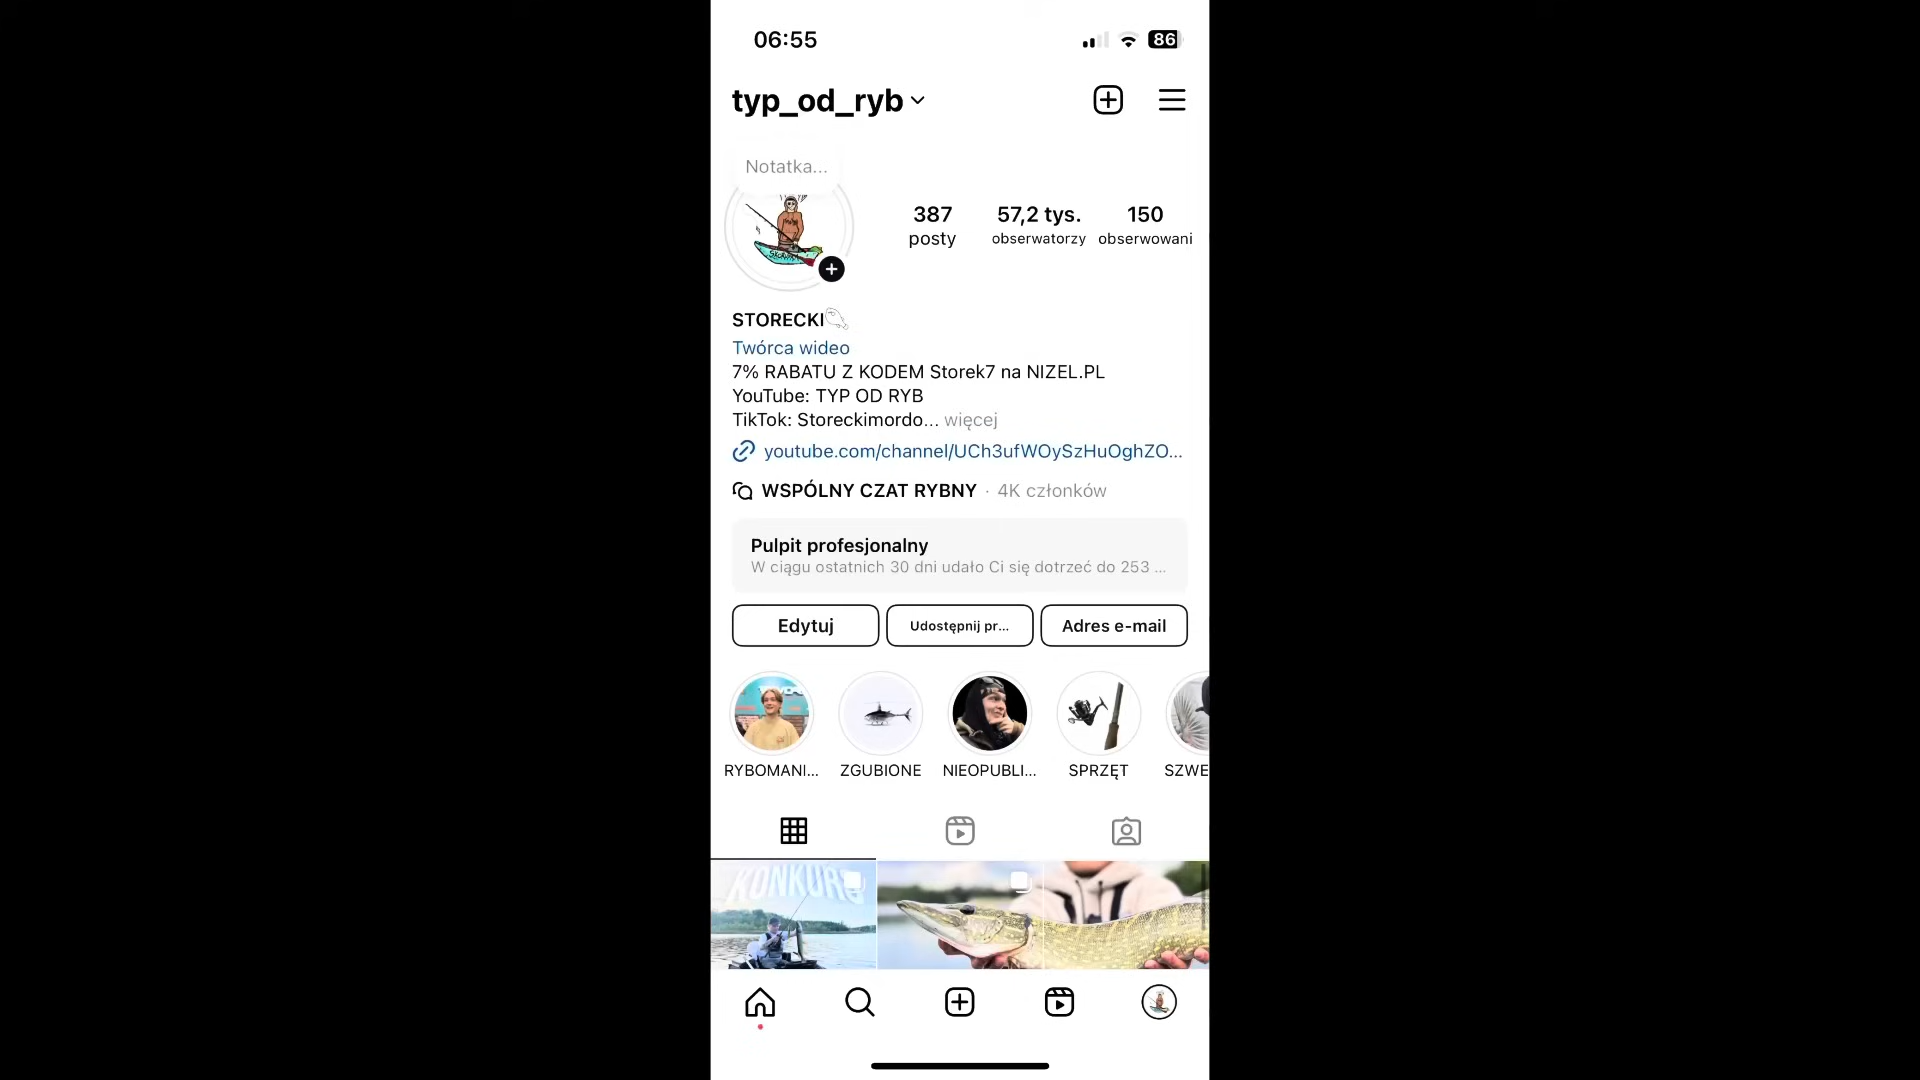 06:55
86
typ_od_ryb
Notatka...
387
posty
57,2 tys.
obserwatorzy
150
obserwowani
STORECKI
Twórca wideo
7% RABATU Z KODEM Storek7 na NIZEL.PL
YouTube: TYP OD RYB
TikTok: Storeckimordo... więcej
youtube.com/channel/UCh3ufWOySzHuOghZO...
WSPÓLNY CZAT RYBNY · 4K członków
Pulpit profesjonalny
W ciągu ostatnich 30 dni udało Ci się dotrzeć do 253 ...
Edytuj
Udostępnij pr...
Adres e-mail
RYBOMANI...
ZGUBIONE
NIEOPUBLI...
SPRZĘT
SZWE
KONKURS